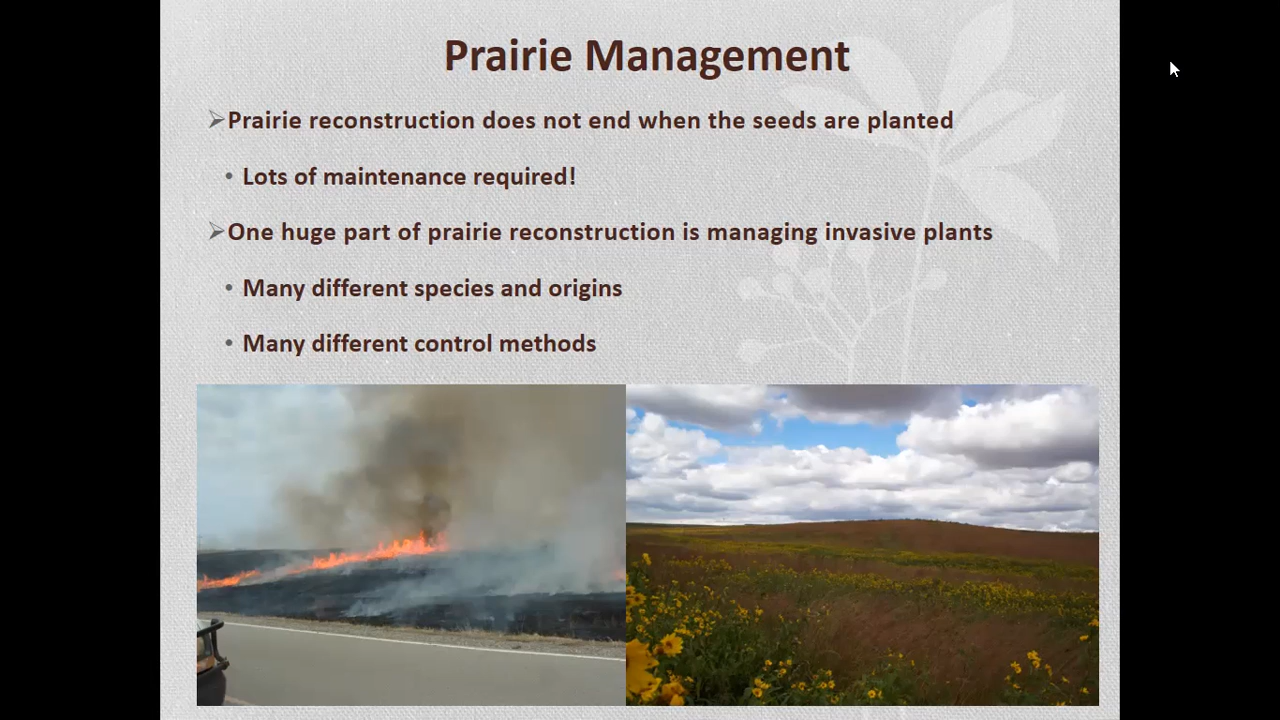 Prairie Management
➢Prairie reconstruction does not end when the seeds are planted
• Lots of maintenance required!
➢One huge part of prairie reconstruction is managing invasive plants
• Many different species and origins
• Many different control methods